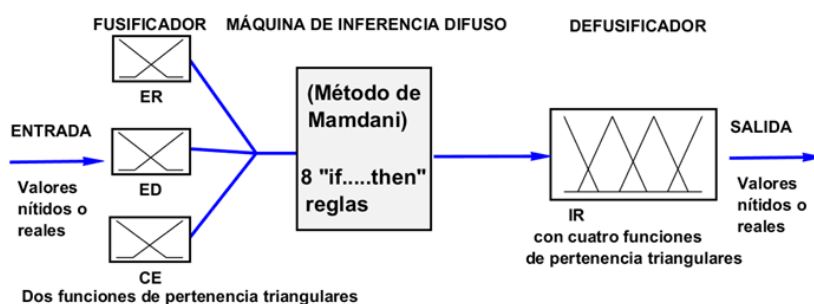 FUSIFICADOR
MÁQUINA DE INFERENCIA DIFUSO
DEFUSIFICADOR
ER
ENTRADA
Valores
nítidos o
reales
ED
CE
Dos funciones de pertenencia triangulares
(Método de
Mamdani)
8 "if.....then"
reglas
IR
con cuatro funciones
de pertenencia triangulares
SALIDA
Valores
nítidos o
reales